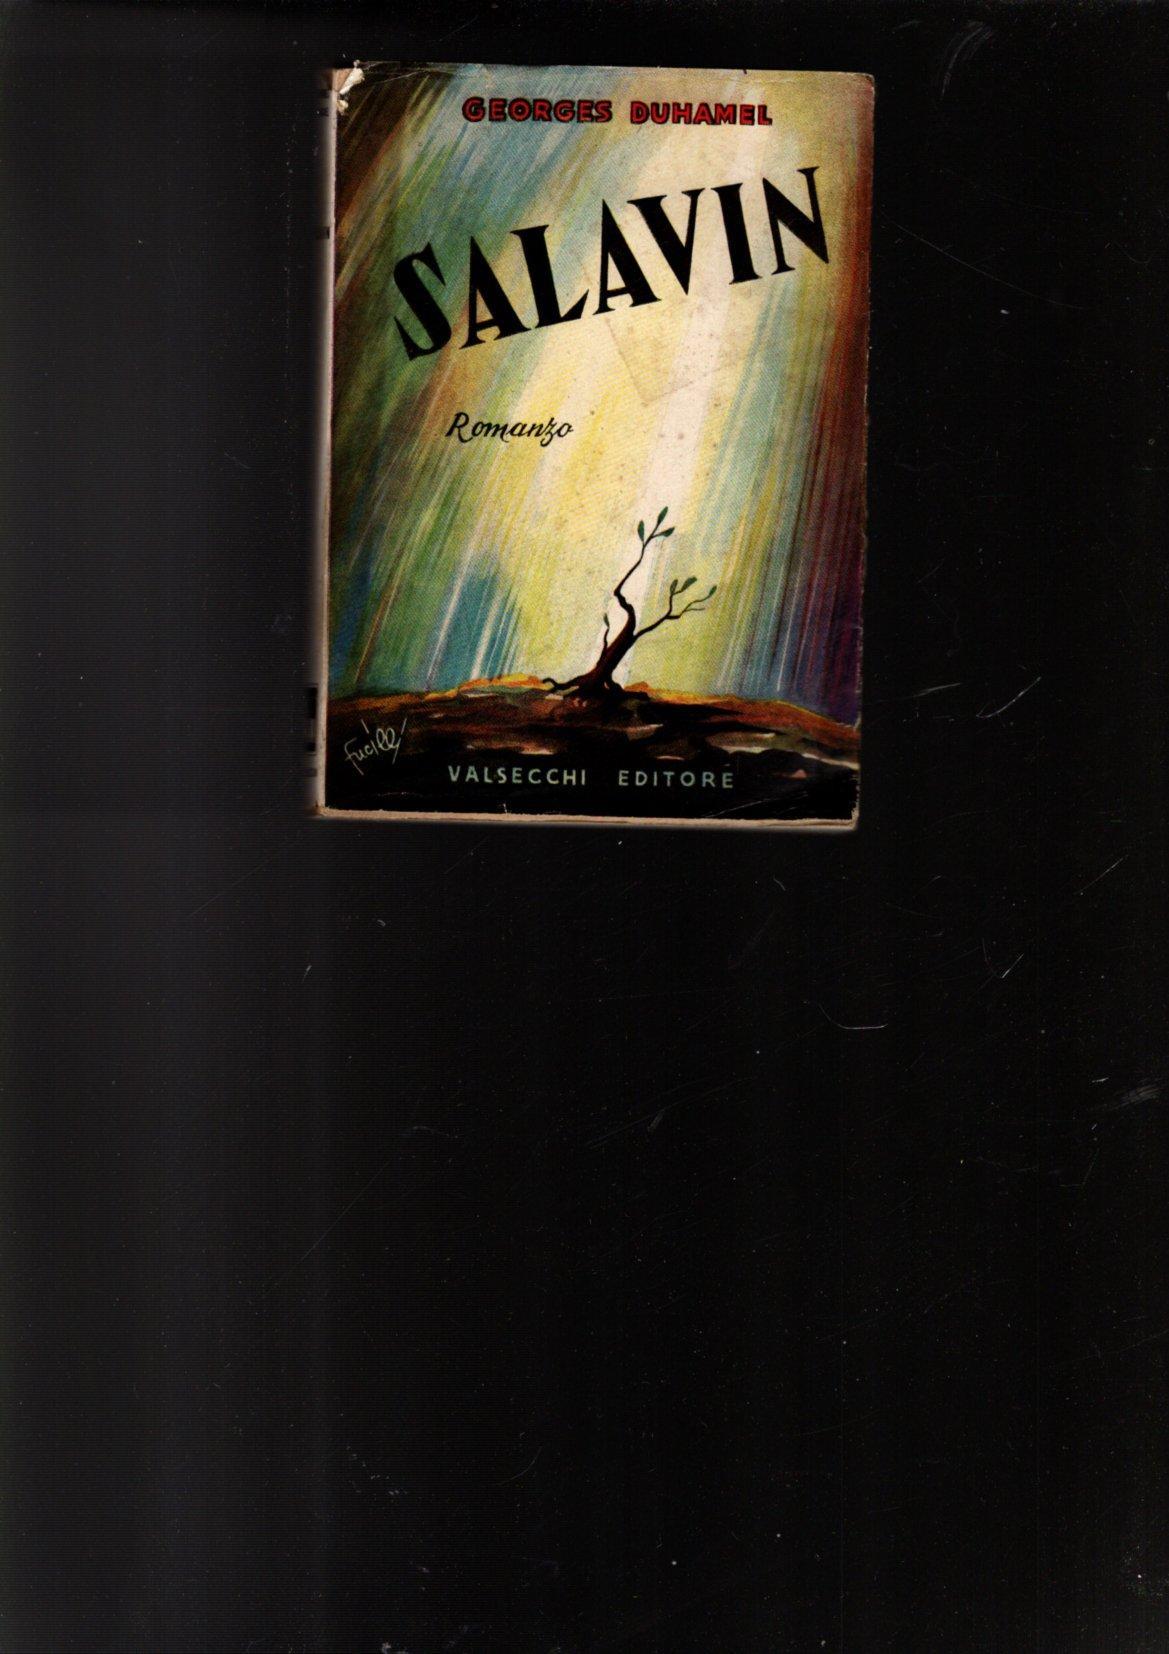 GEORGES DUHAMEL
SALAVIN
Romanzo
VALSECCHI EDITORE